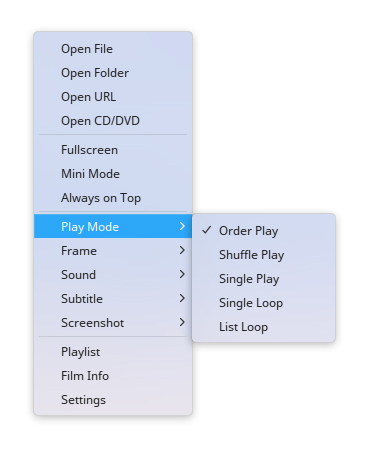 Open File
Open Folder
Open URL
Open CD/DVD
Fullscreen
Mini Mode
Always on Top
Play Mode
Frame
Sound
Subtitle
Screenshot
Playlist
Film Info
Settings
Order Play
Shuffle Play
Single Play
Single Loop
List Loop